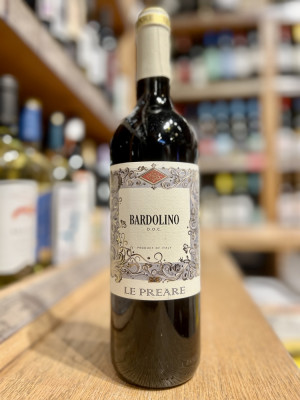 BARDOLINO
D.O.C.
PRODUCT OF ITALY
LE PREARE